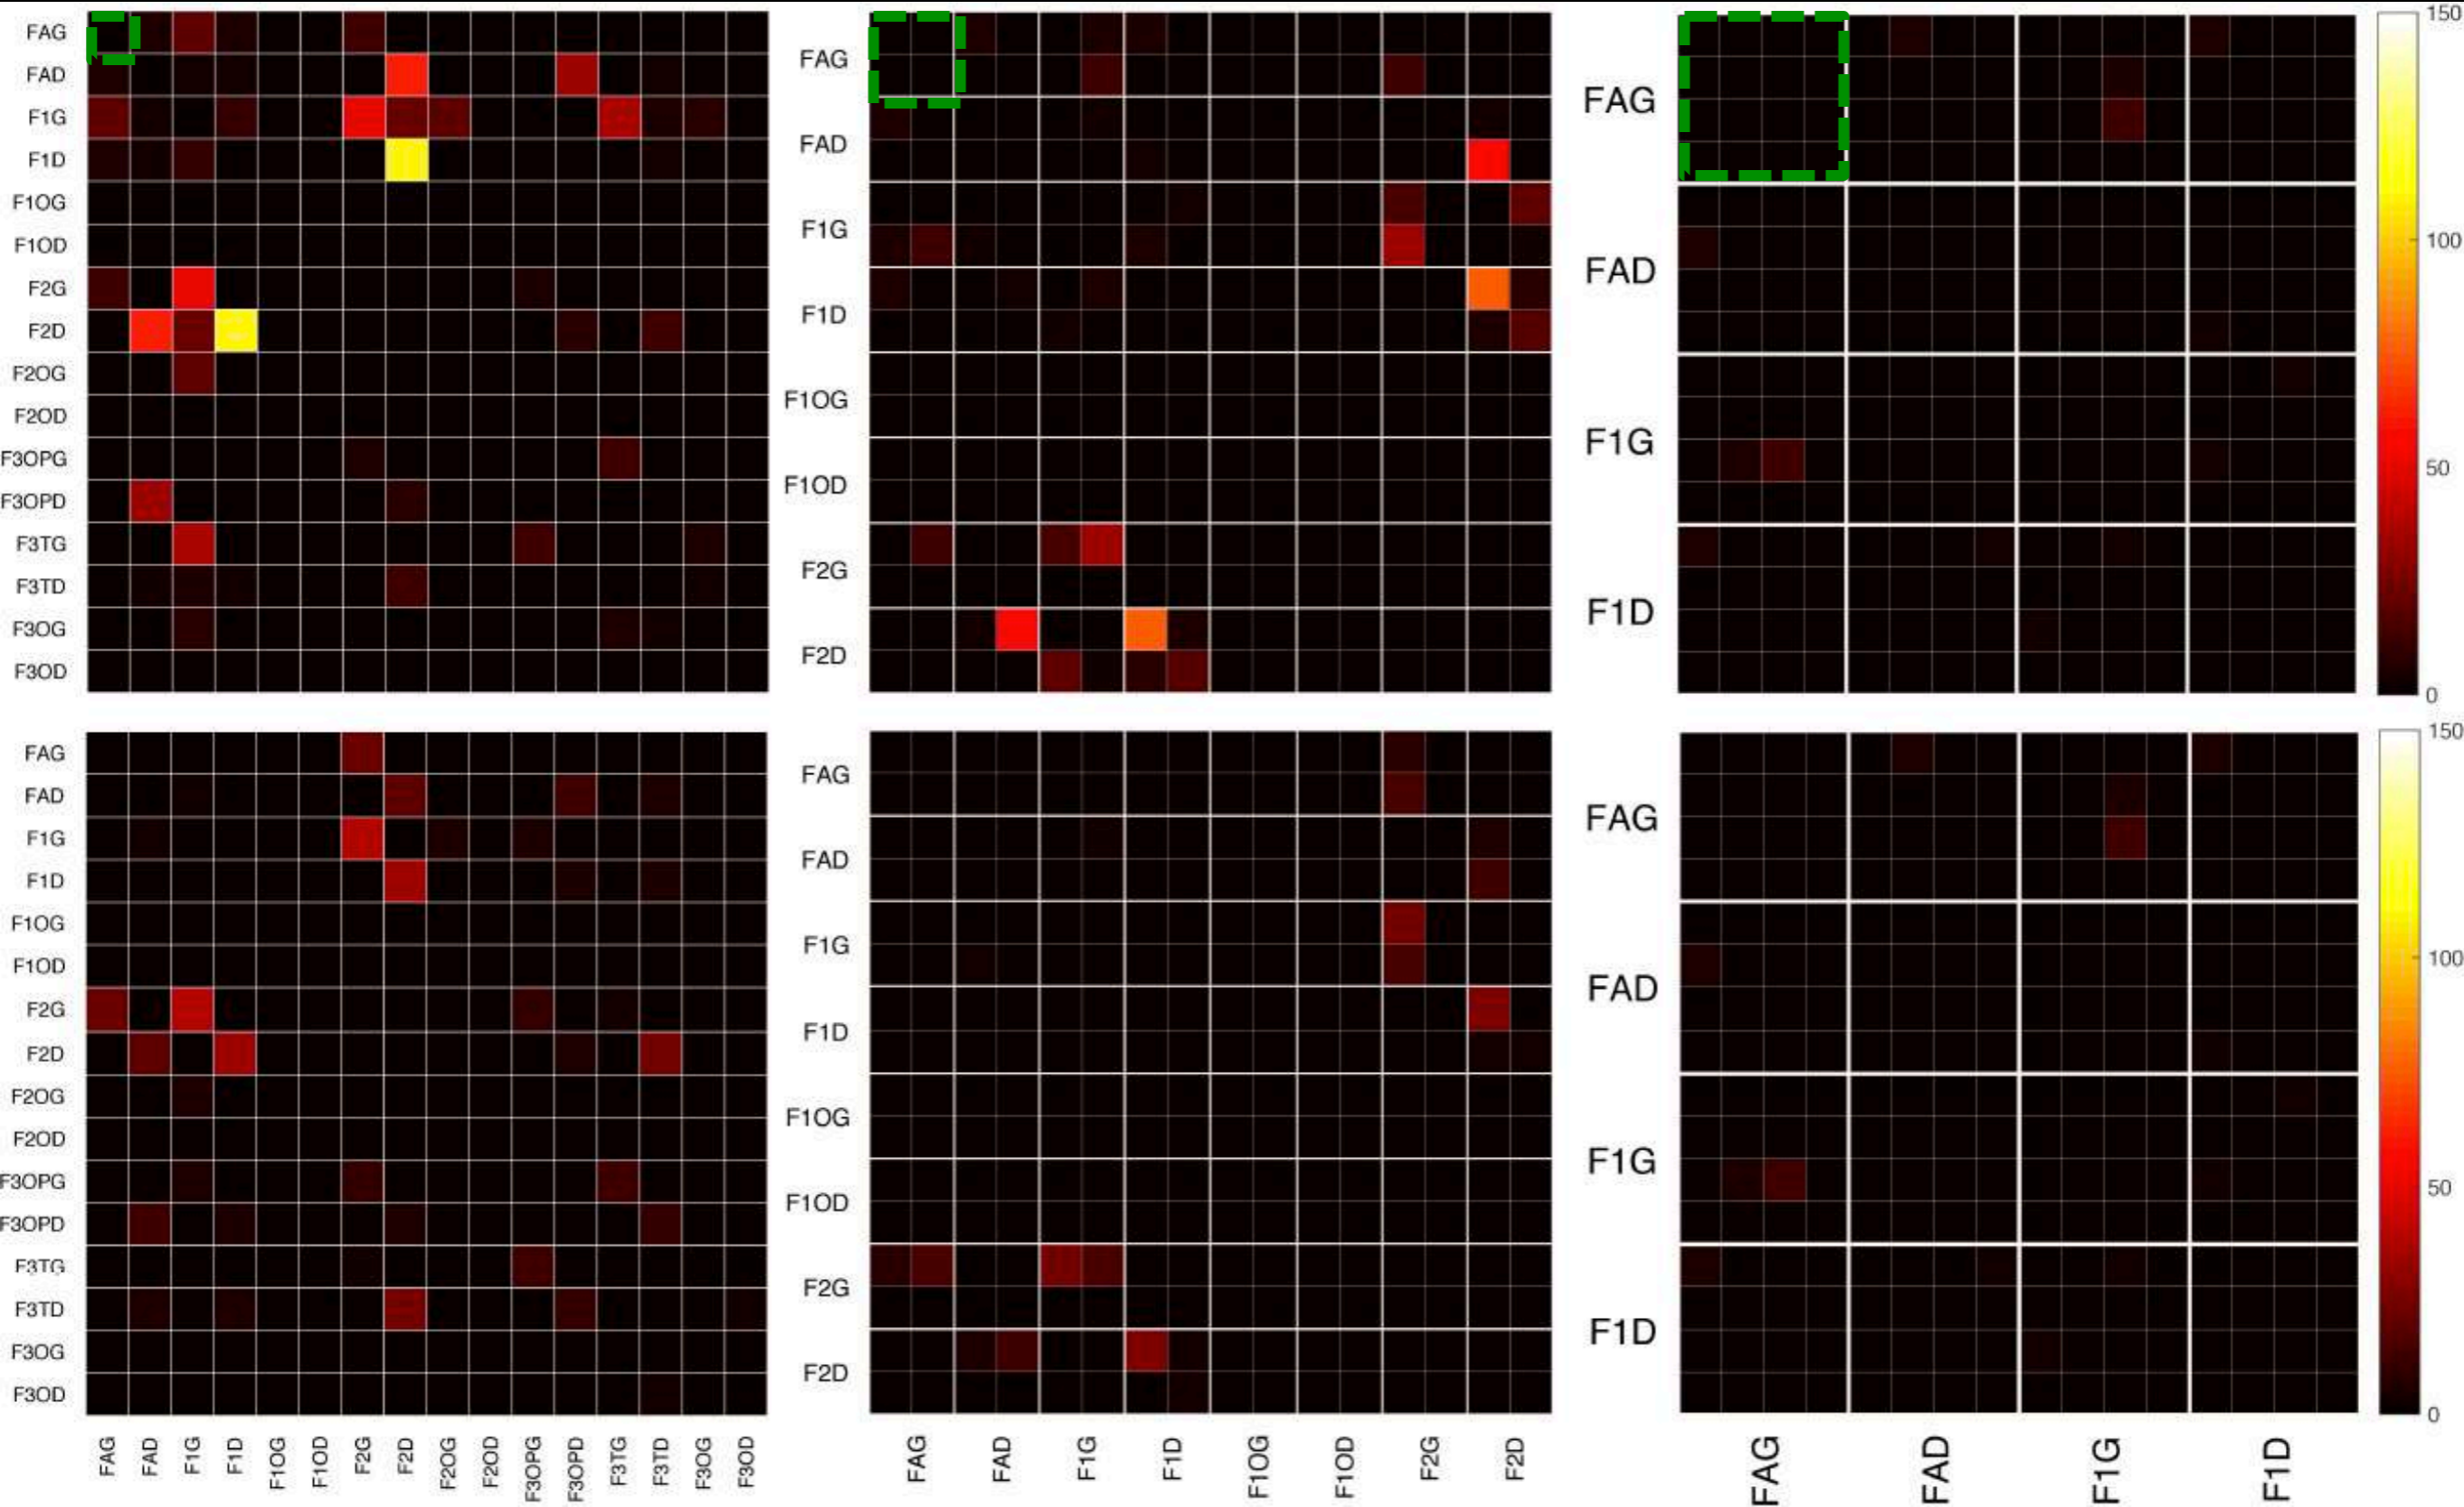 FAG
FAD
F1G
F1D
F1OG
F1OD
F2G
F2D
F2OG
F2OD
F3OPG
F3OPD
F3TG
F3TD
F3OG
F3OD
FAG
FAD
F1G
F1D
F1OG
F1OD
F2G
F2D
FAG
FAD
F1G
F1D
150
100
50
0
FAG
FAD
F1G
F1D
F1OG
F1OD
F2G
F2D
F2OG
F2OD
F3OPG
F3OPD
F3TG
F3TD
F3OG
F3OD
FAG
FAD
F1G
F1D
F1OG
F1OD
F2G
F2D
FAG
FAD
F1G
F1D
150
100
50
0
FAG FAD F1G F1D F1OG F1OD F2G F2D F2OG F2OD F3OPG F3OPD F3TG F3TD F3OG F3OD
FAG FAD F1G F1D F1OG F1OD F2G F2D
FAG FAD F1G F1D